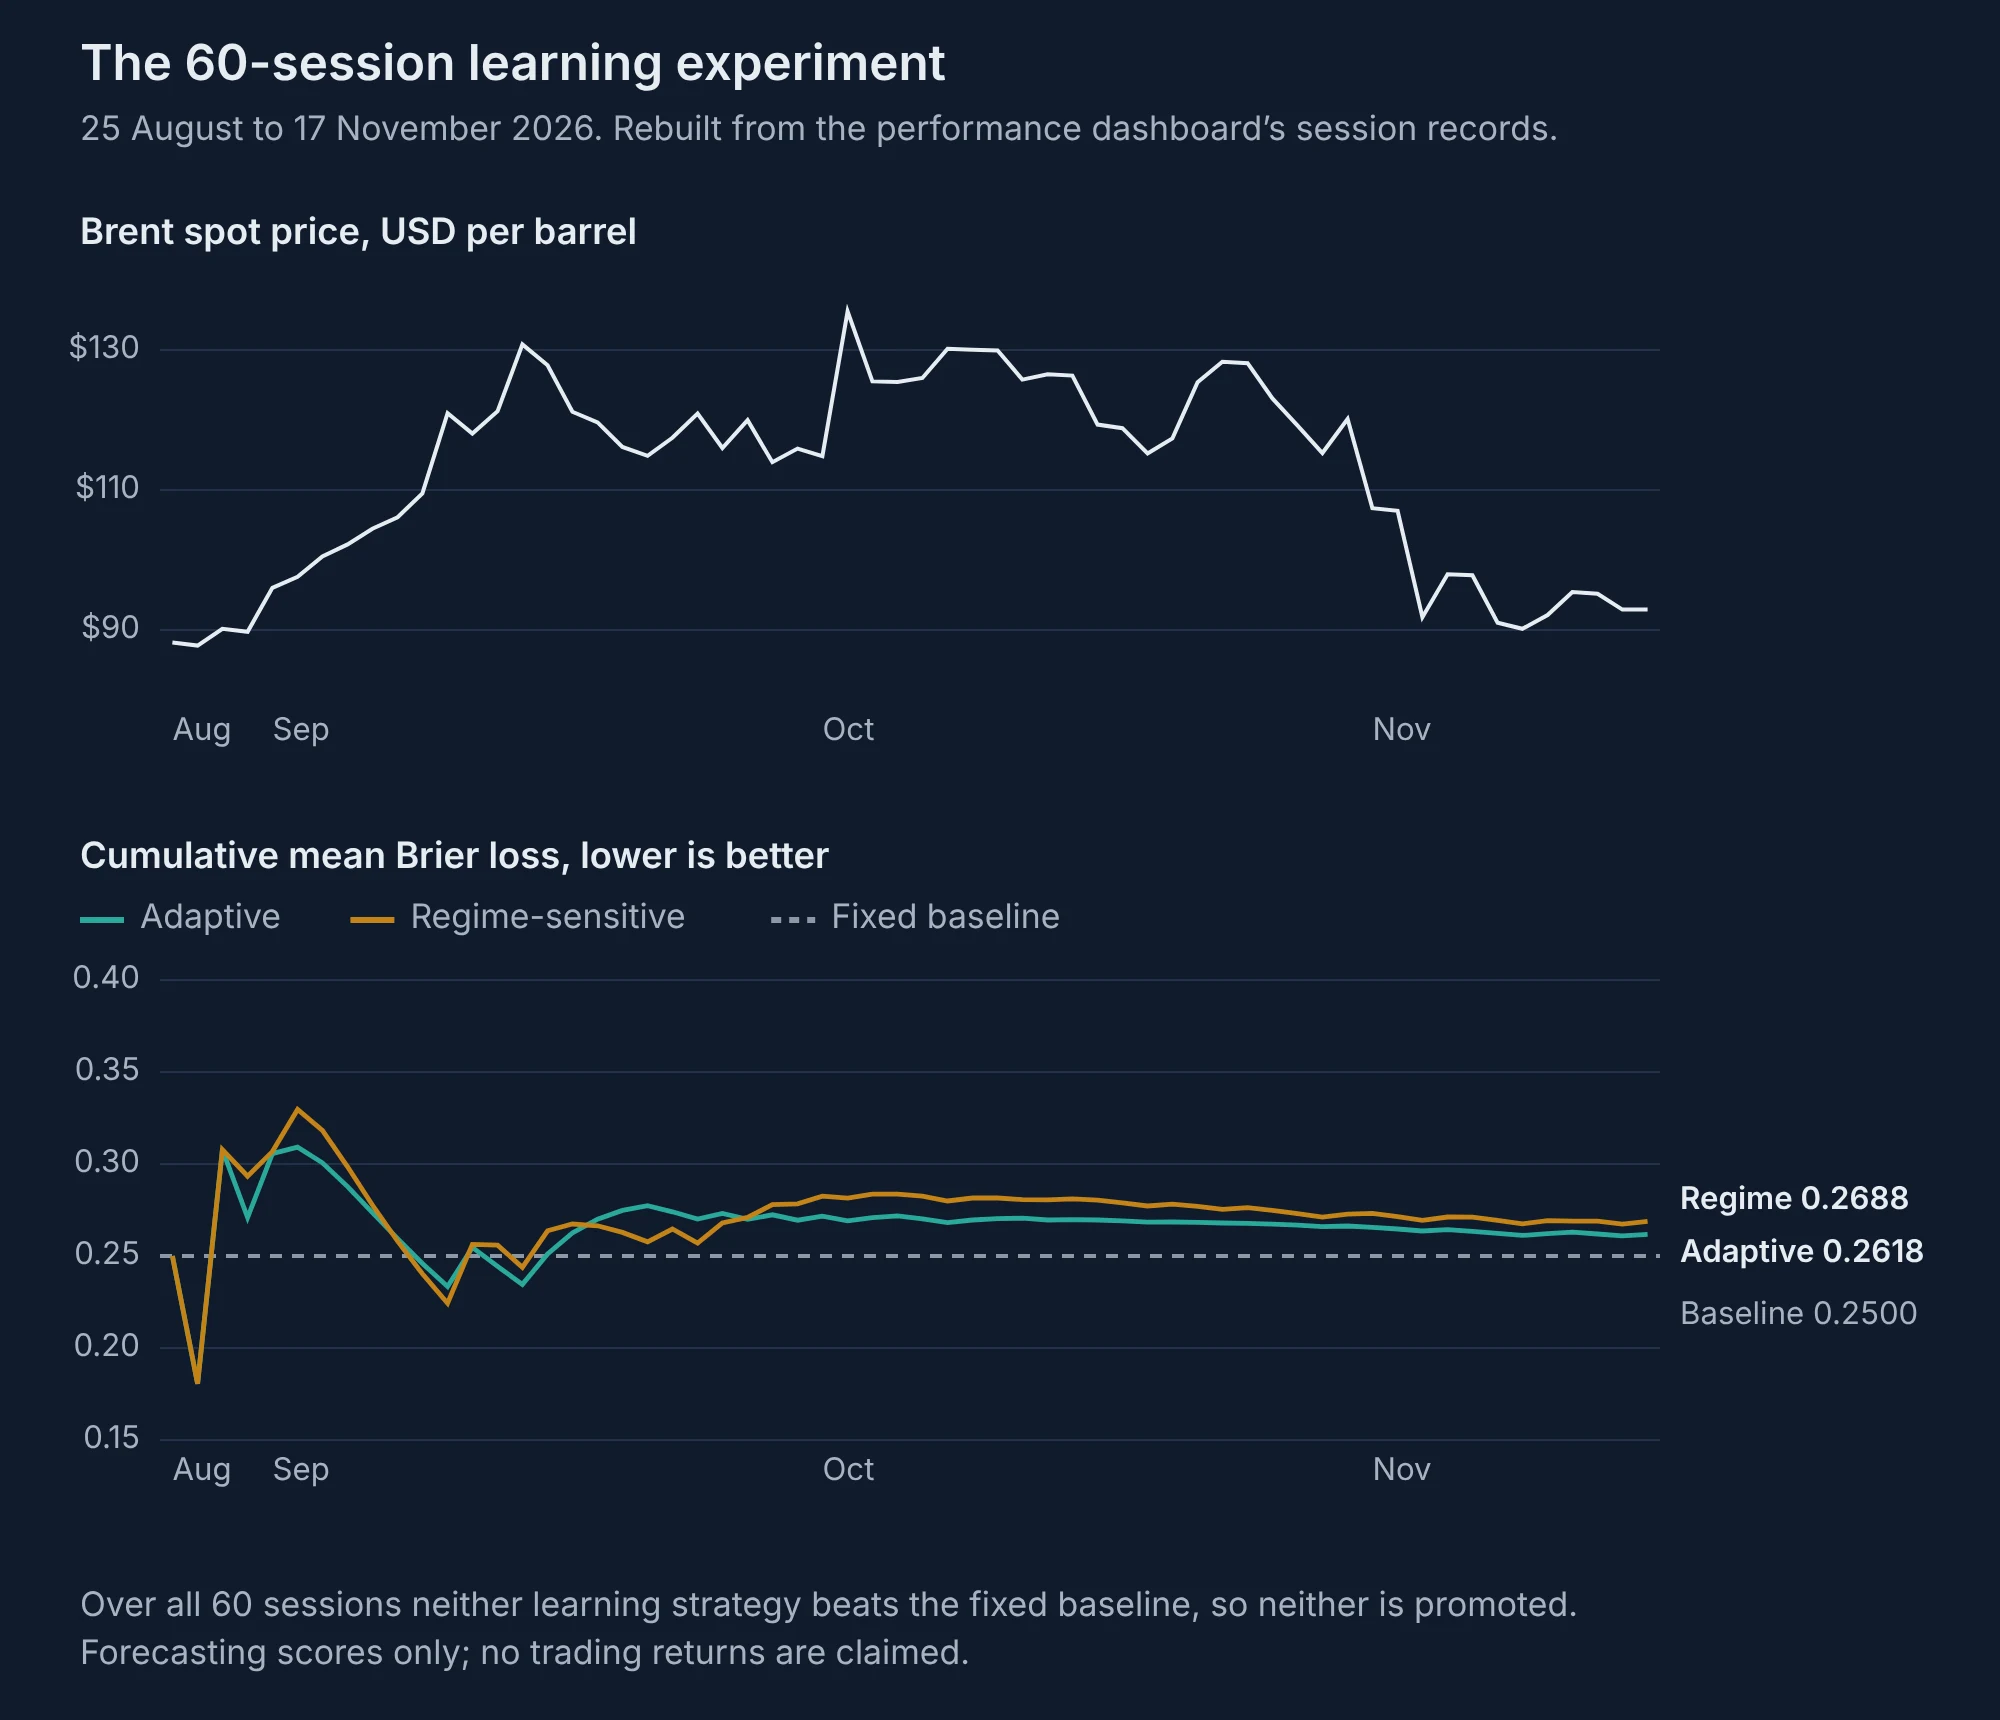 The 60-session learning experiment
25 August to 17 November 2026. Rebuilt from the performance dashboard’s session records.
Brent spot price, USD per barrel
$130
$110
$90
Aug Sep Oct Nov
Cumulative mean Brier loss, lower is better
Adaptive Regime-sensitive Fixed baseline
0.40
0.35
0.30
0.25
0.20
0.15
Regime 0.2688
Adaptive 0.2618
Baseline 0.2500
Aug Sep Oct Nov
Over all 60 sessions neither learning strategy beats the fixed baseline, so neither is promoted.
Forecasting scores only; no trading returns are claimed.